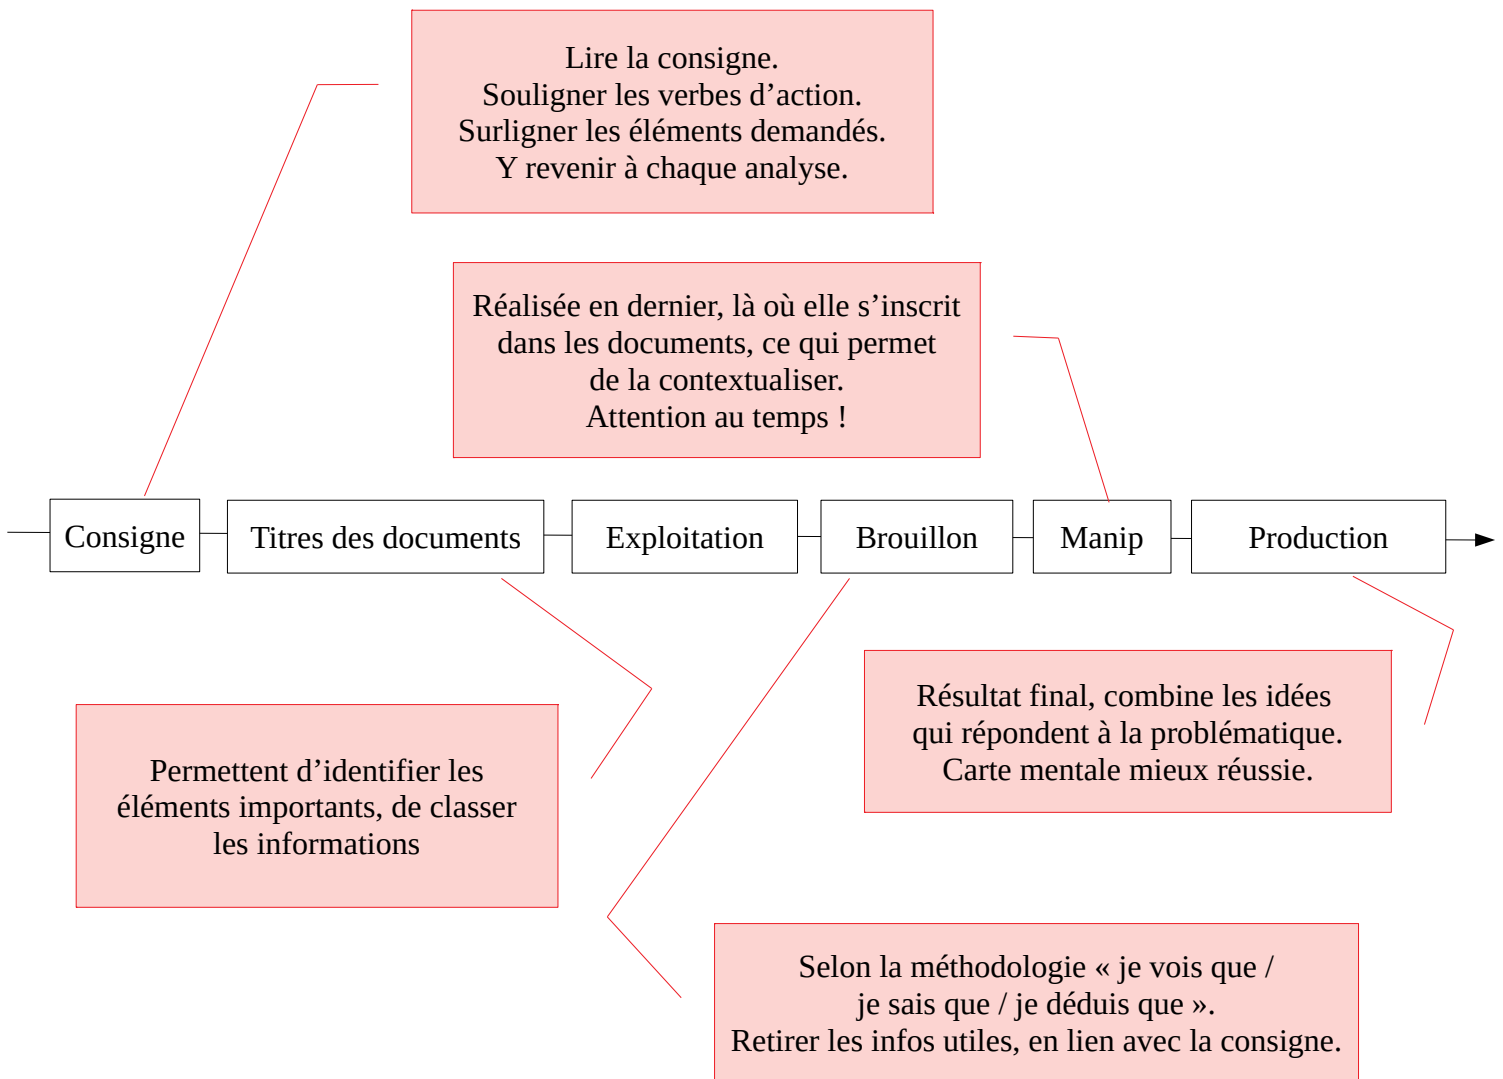 Lire la consigne.
Souligner les verbes d’action.
Surligner les éléments demandés.
Y revenir à chaque analyse.
Réalisée en dernier, là où elle s’inscrit
dans les documents, ce qui permet
de la contextualiser.
Attention au temps !
Consigne
Titres des documents
Exploitation
Brouillon
Manip
Production
Permettent d’identifier les
éléments importants, de classer
les informations
Résultat final, combine les idées
qui répondent à la problématique.
Carte mentale mieux réussie.
Selon la méthodologie « je vois que /
je sais que / je déduis que ».
Retirer les infos utiles, en lien avec la consigne.